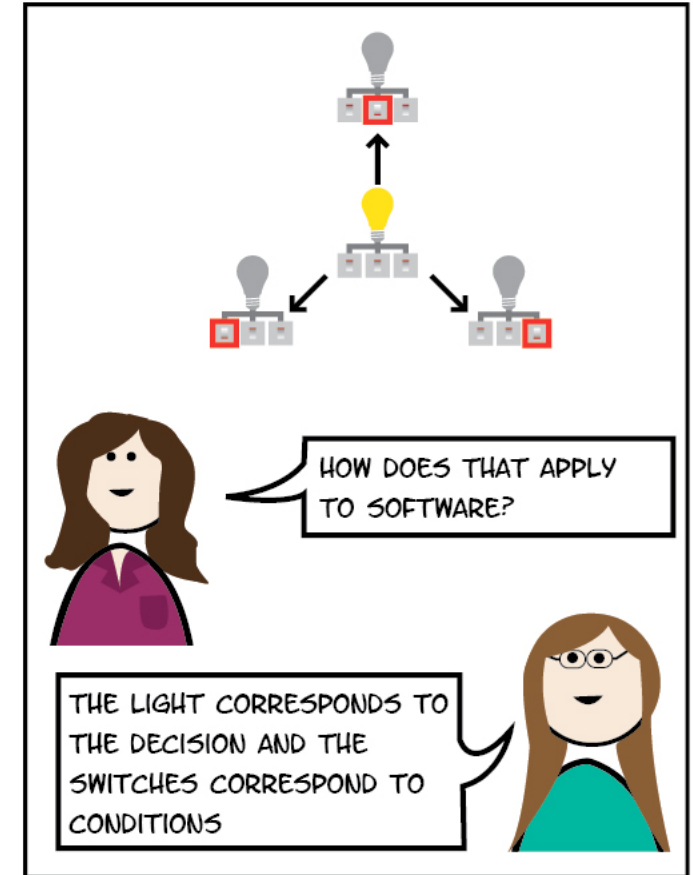 HOW DOES THAT APPLY
TO SOFTWARE?
THE LIGHT CORRESPONDS TO
THE DECISION AND THE
SWITCHES CORRESPOND TO
CONDITIONS